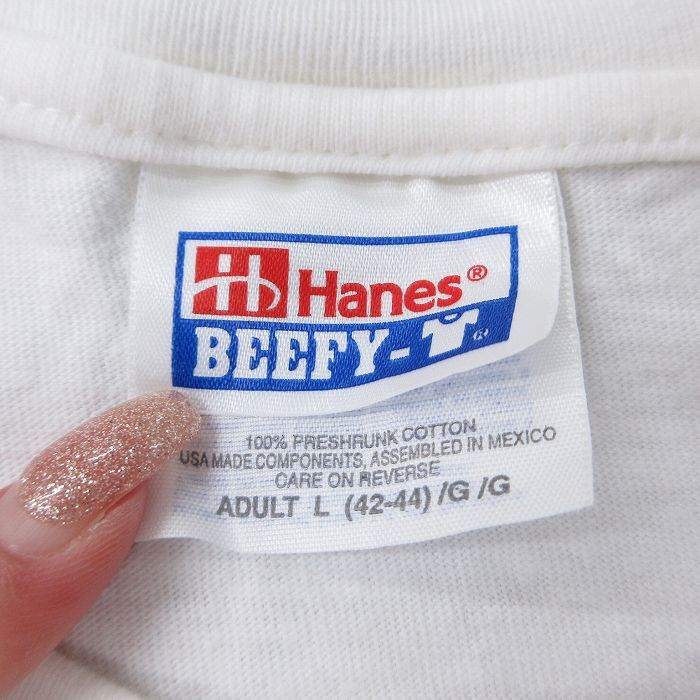 H Hanes®
BEEFY-T®
100% PRESHRUNK COTTON
USA MADE COMPONENTS, ASSEMBLED IN MEXICO
CARE ON REVERSE
ADULT L (42-44) /G /G